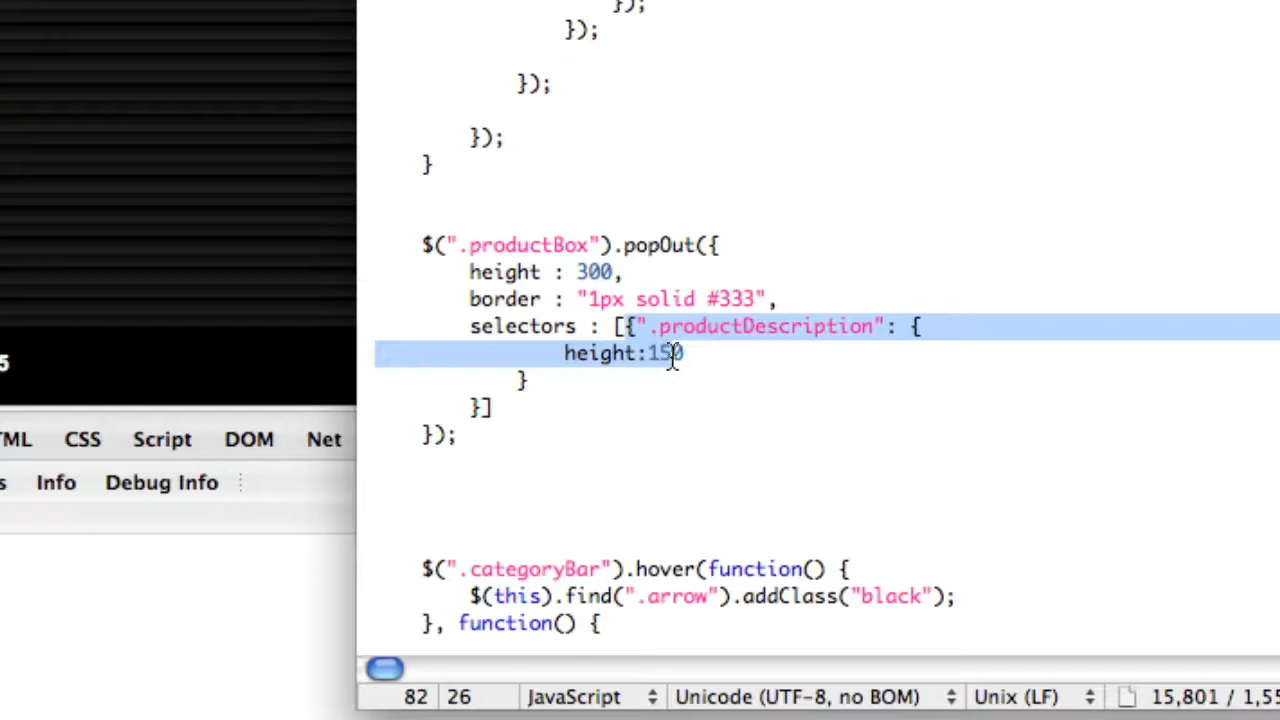 });
});
});
});
}
$(".productBox").popOut({
height : 300,
border : "1px solid #333",
selectors : [{".productDescription": {
height:150
}
}]
});
$(".categoryBar").hover(function() {
$(this).find(".arrow").addClass("black");
}, function() {
5
TML CSS Script DOM Net
s Info Debug Info
82 26 JavaScript Unicode (UTF-8, no BOM) Unix (LF) 15,801 / 1,55